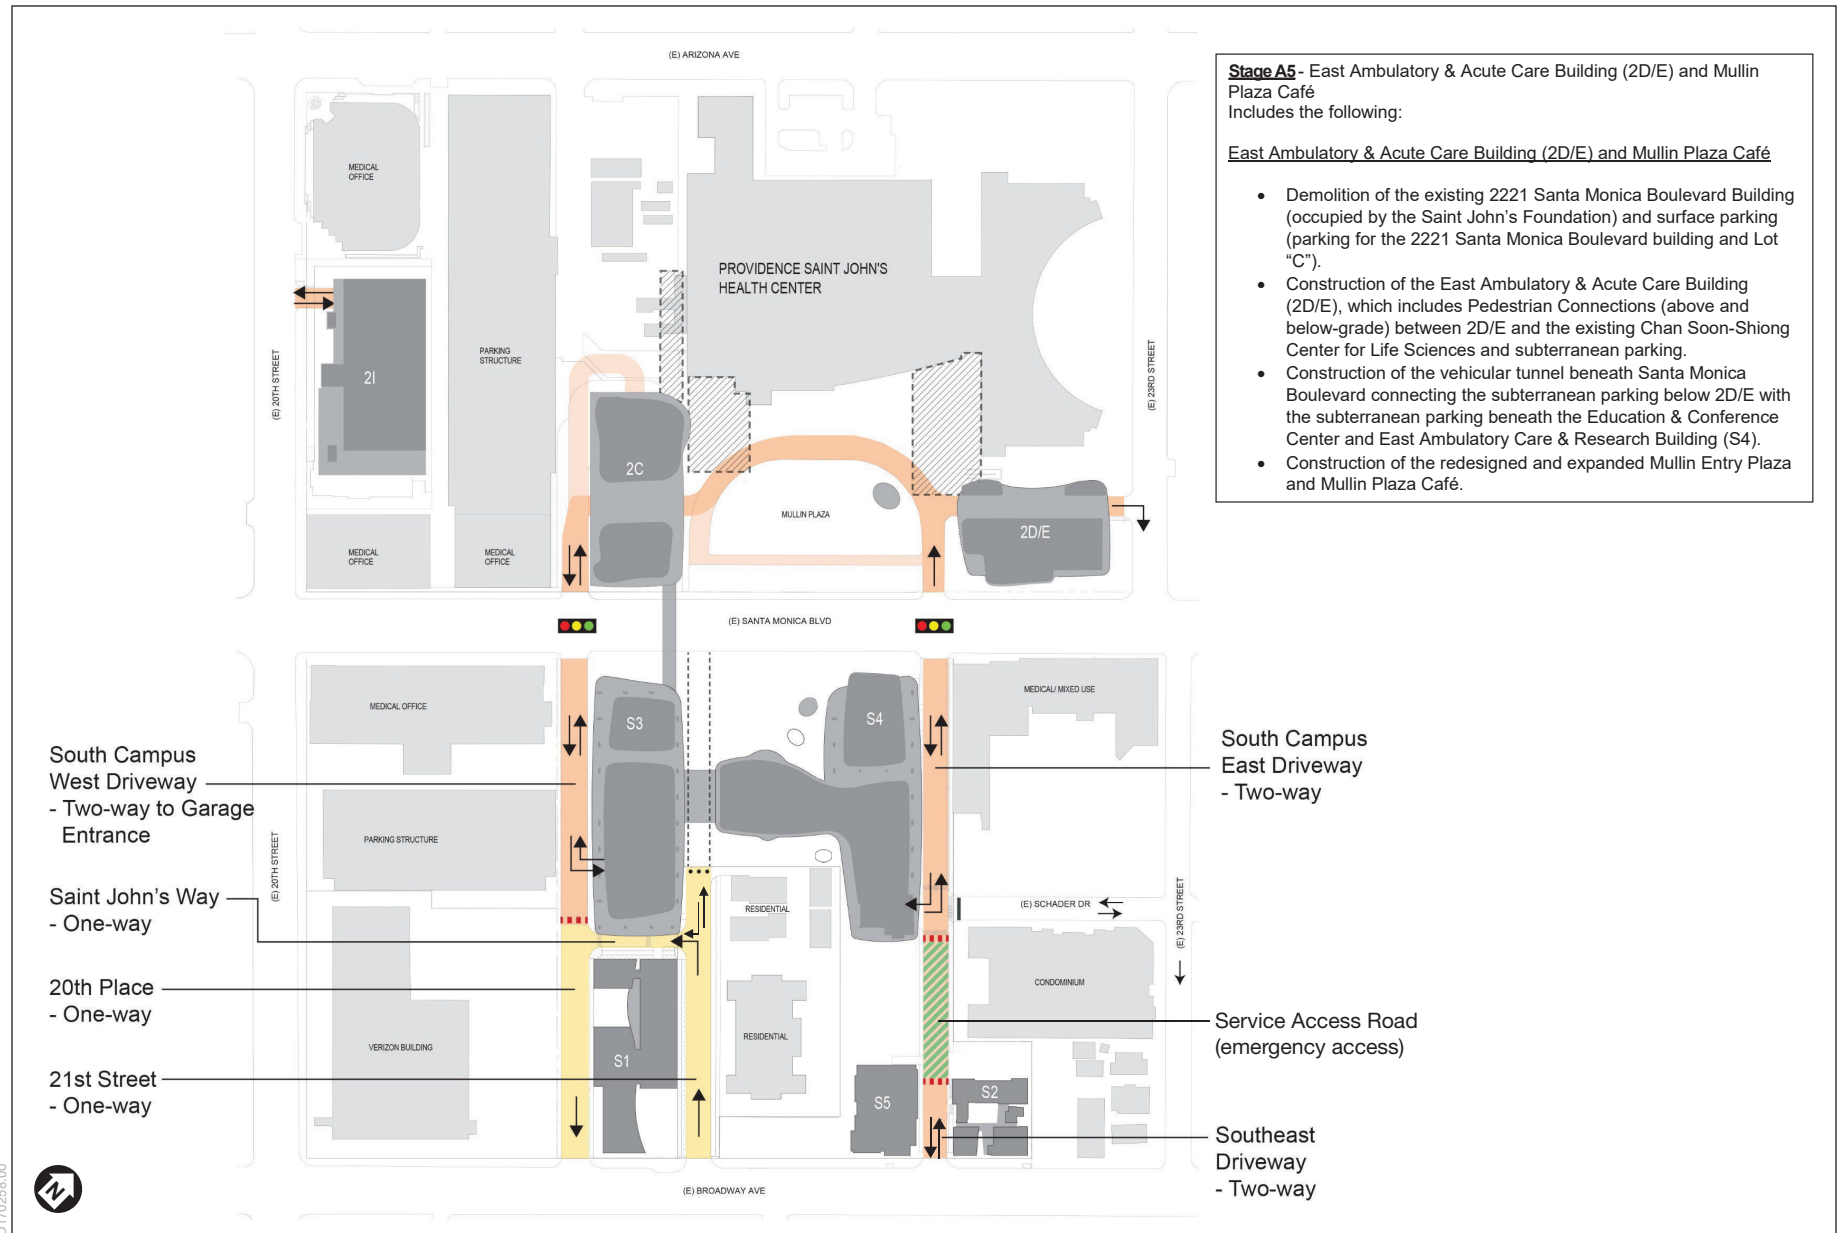 (E) ARIZONA AVE
Stage A5 - East Ambulatory & Acute Care Building (2D/E) and Mullin
Plaza Café
Includes the following:
East Ambulatory & Acute Care Building (2D/E) and Mullin Plaza Café
• Demolition of the existing 2221 Santa Monica Boulevard Building
(occupied by the Saint John's Foundation) and surface parking
(parking for the 2221 Santa Monica Boulevard building and Lot
“C”).
• Construction of the East Ambulatory & Acute Care Building
(2D/E), which includes Pedestrian Connections (above and
below-grade) between 2D/E and the existing Chan Soon-Shiong
Center for Life Sciences and subterranean parking.
• Construction of the vehicular tunnel beneath Santa Monica
Boulevard connecting the subterranean parking below 2D/E with
the subterranean parking beneath the Education & Conference
Center and East Ambulatory Care & Research Building (S4).
• Construction of the redesigned and expanded Mullin Entry Plaza
and Mullin Plaza Café.
MEDICAL
OFFICE
PROVIDENCE SAINT JOHN'S
HEALTH CENTER
PARKING
STRUCTURE
2I
(E) 20TH STREET
(E) 23RD STREET
2C
MULLIN PLAZA
2D/E
MEDICAL
OFFICE
MEDICAL
OFFICE
(E) SANTA MONICA BLVD
MEDICAL OFFICE
S3
S4
MEDICAL/ MIXED USE
South Campus
West Driveway
- Two-way to Garage
Entrance
South Campus
East Driveway
- Two-way
PARKING STRUCTURE
(E) 20TH STREET
Saint John's Way
- One-way
RESIDENTIAL
(E) SCHADER DR
(E) 23RD STREET
20th Place
- One-way
CONDOMINIUM
Service Access Road
(emergency access)
VERIZON BUILDING
S1
RESIDENTIAL
21st Street
- One-way
S5
S2
Southeast
Driveway
- Two-way
N
(E) BROADWAY AVE